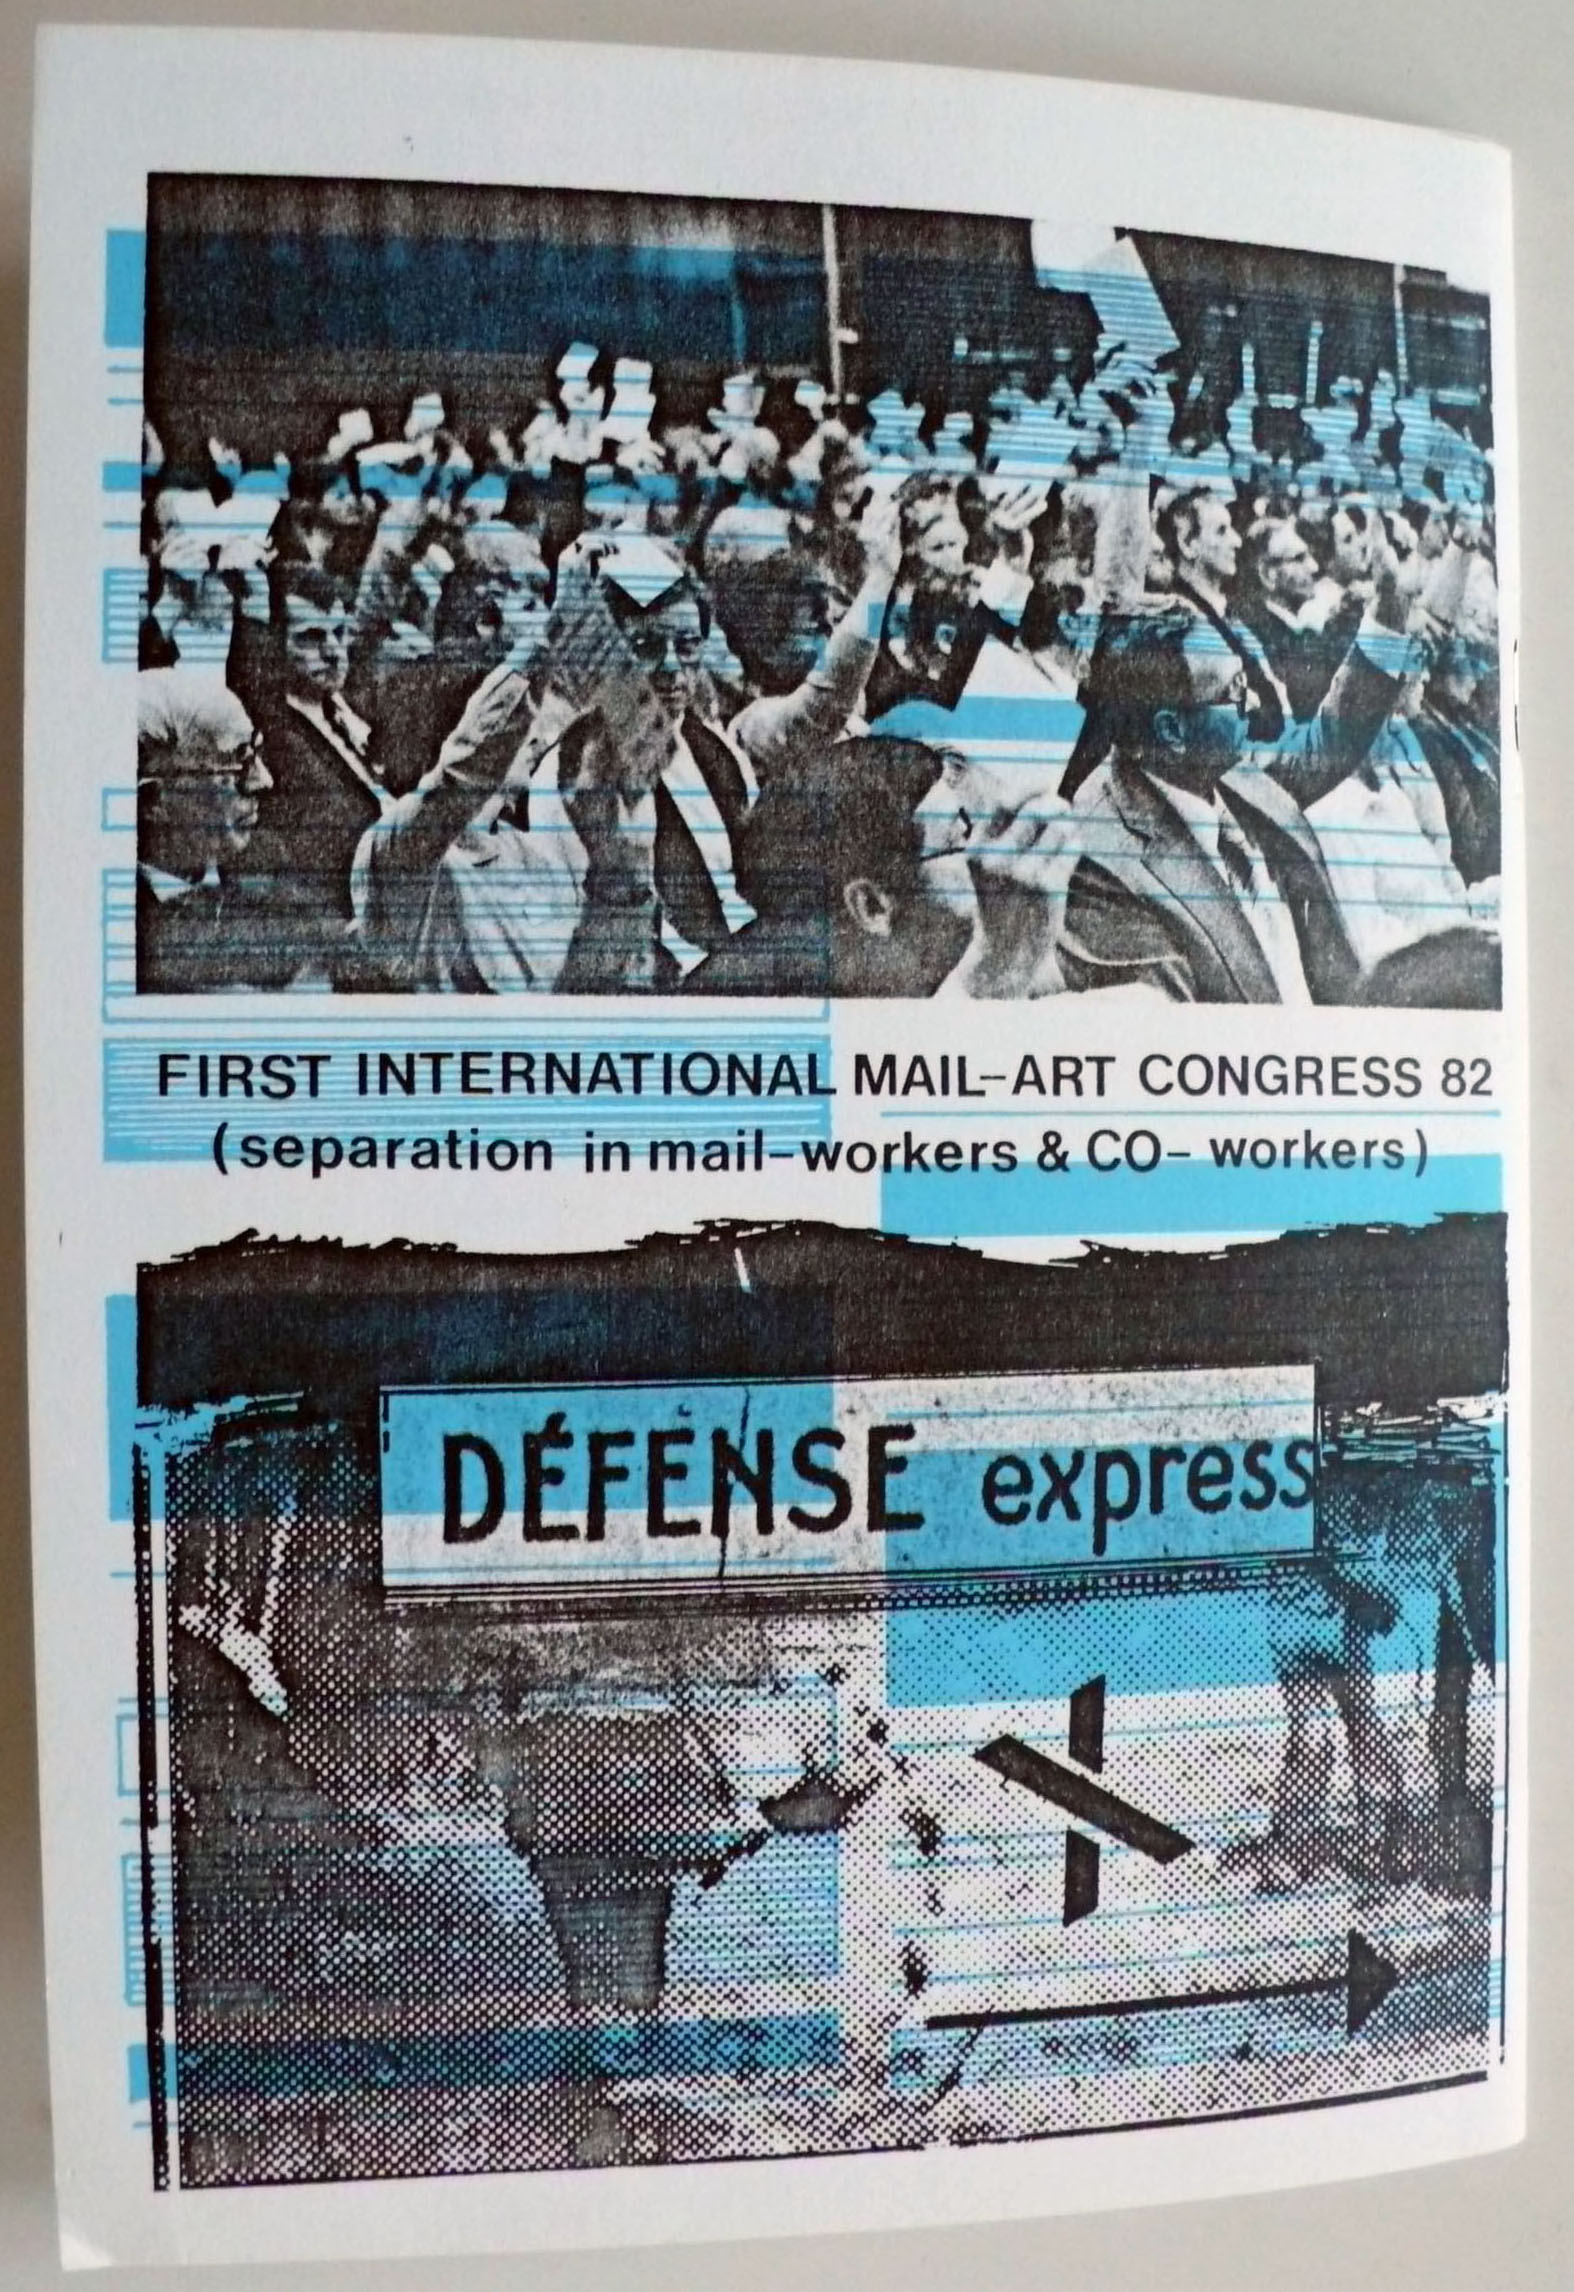 FIRST INTERNATIONAL MAIL-ART CONGRESS 82
(separation in mail-workers & CO- workers)
DÉFENSE express